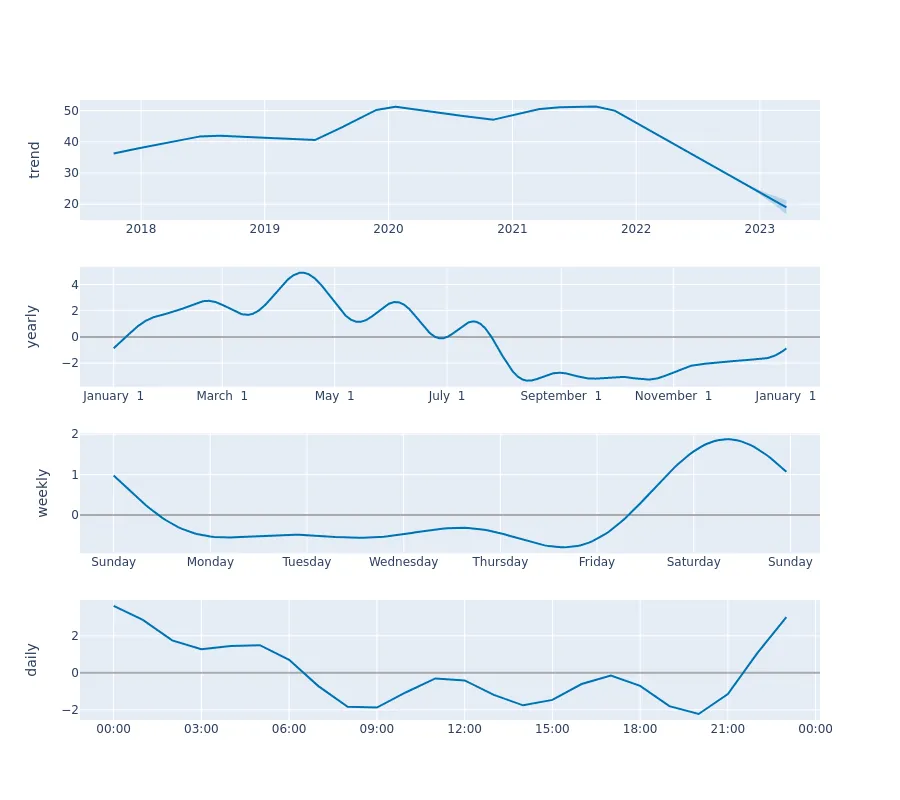 trend
50
40
30
20
2018 2019 2020 2021 2022 2023
yearly
4
2
0
−2
January 1 March 1 May 1 July 1 September 1 November 1 January 1
weekly
2
1
0
Sunday Monday Tuesday Wednesday Thursday Friday Saturday Sunday
daily
2
0
−2
00:00 03:00 06:00 09:00 12:00 15:00 18:00 21:00 00:00